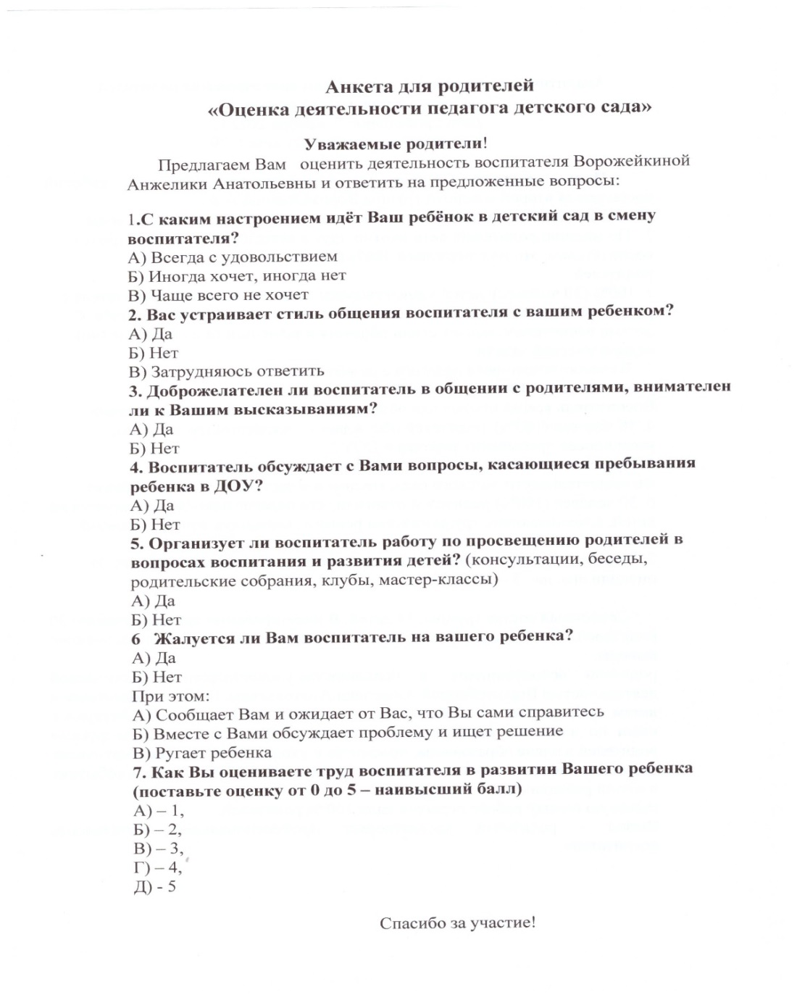 Анкета для родителей
«Оценка деятельности педагога детского сада»
Уважаемые родители!
Предлагаем Вам оценить деятельность воспитателя Ворожейкиной
Анжелики Анатольевны и ответить на предложенные вопросы:
1.С каким настроением идёт Ваш ребёнок в детский сад в смену
воспитателя?
А) Всегда с удовольствием
Б) Иногда хочет, иногда нет
В) Чаще всего не хочет
2. Вас устраивает стиль общения воспитателя с вашим ребенком?
А) Да
Б) Нет
В) Затрудняюсь ответить
3. Доброжелателен ли воспитатель в общении с родителями, внимателен
ли к Вашим высказываниям?
А) Да
Б) Нет
4. Воспитатель обсуждает с Вами вопросы, касающиеся пребывания
ребенка в ДОУ?
А) Да
Б) Нет
5. Организует ли воспитатель работу по просвещению родителей в
вопросах воспитания и развития детей? (консультации, беседы,
родительские собрания, клубы, мастер-классы)
А) Да
Б) Нет
6 Жалуется ли Вам воспитатель на вашего ребенка?
А) Да
Б) Нет
При этом:
А) Сообщает Вам и ожидает от Вас, что Вы сами справитесь
Б) Вместе с Вами обсуждает проблему и ищет решение
В) Ругает ребенка
7. Как Вы оцениваете труд воспитателя в развитии Вашего ребенка
(поставьте оценку от 0 до 5 – наивысший балл)
А) – 1,
Б) – 2,
В) – 3,
Г) – 4,
Д) - 5
Спасибо за участие!